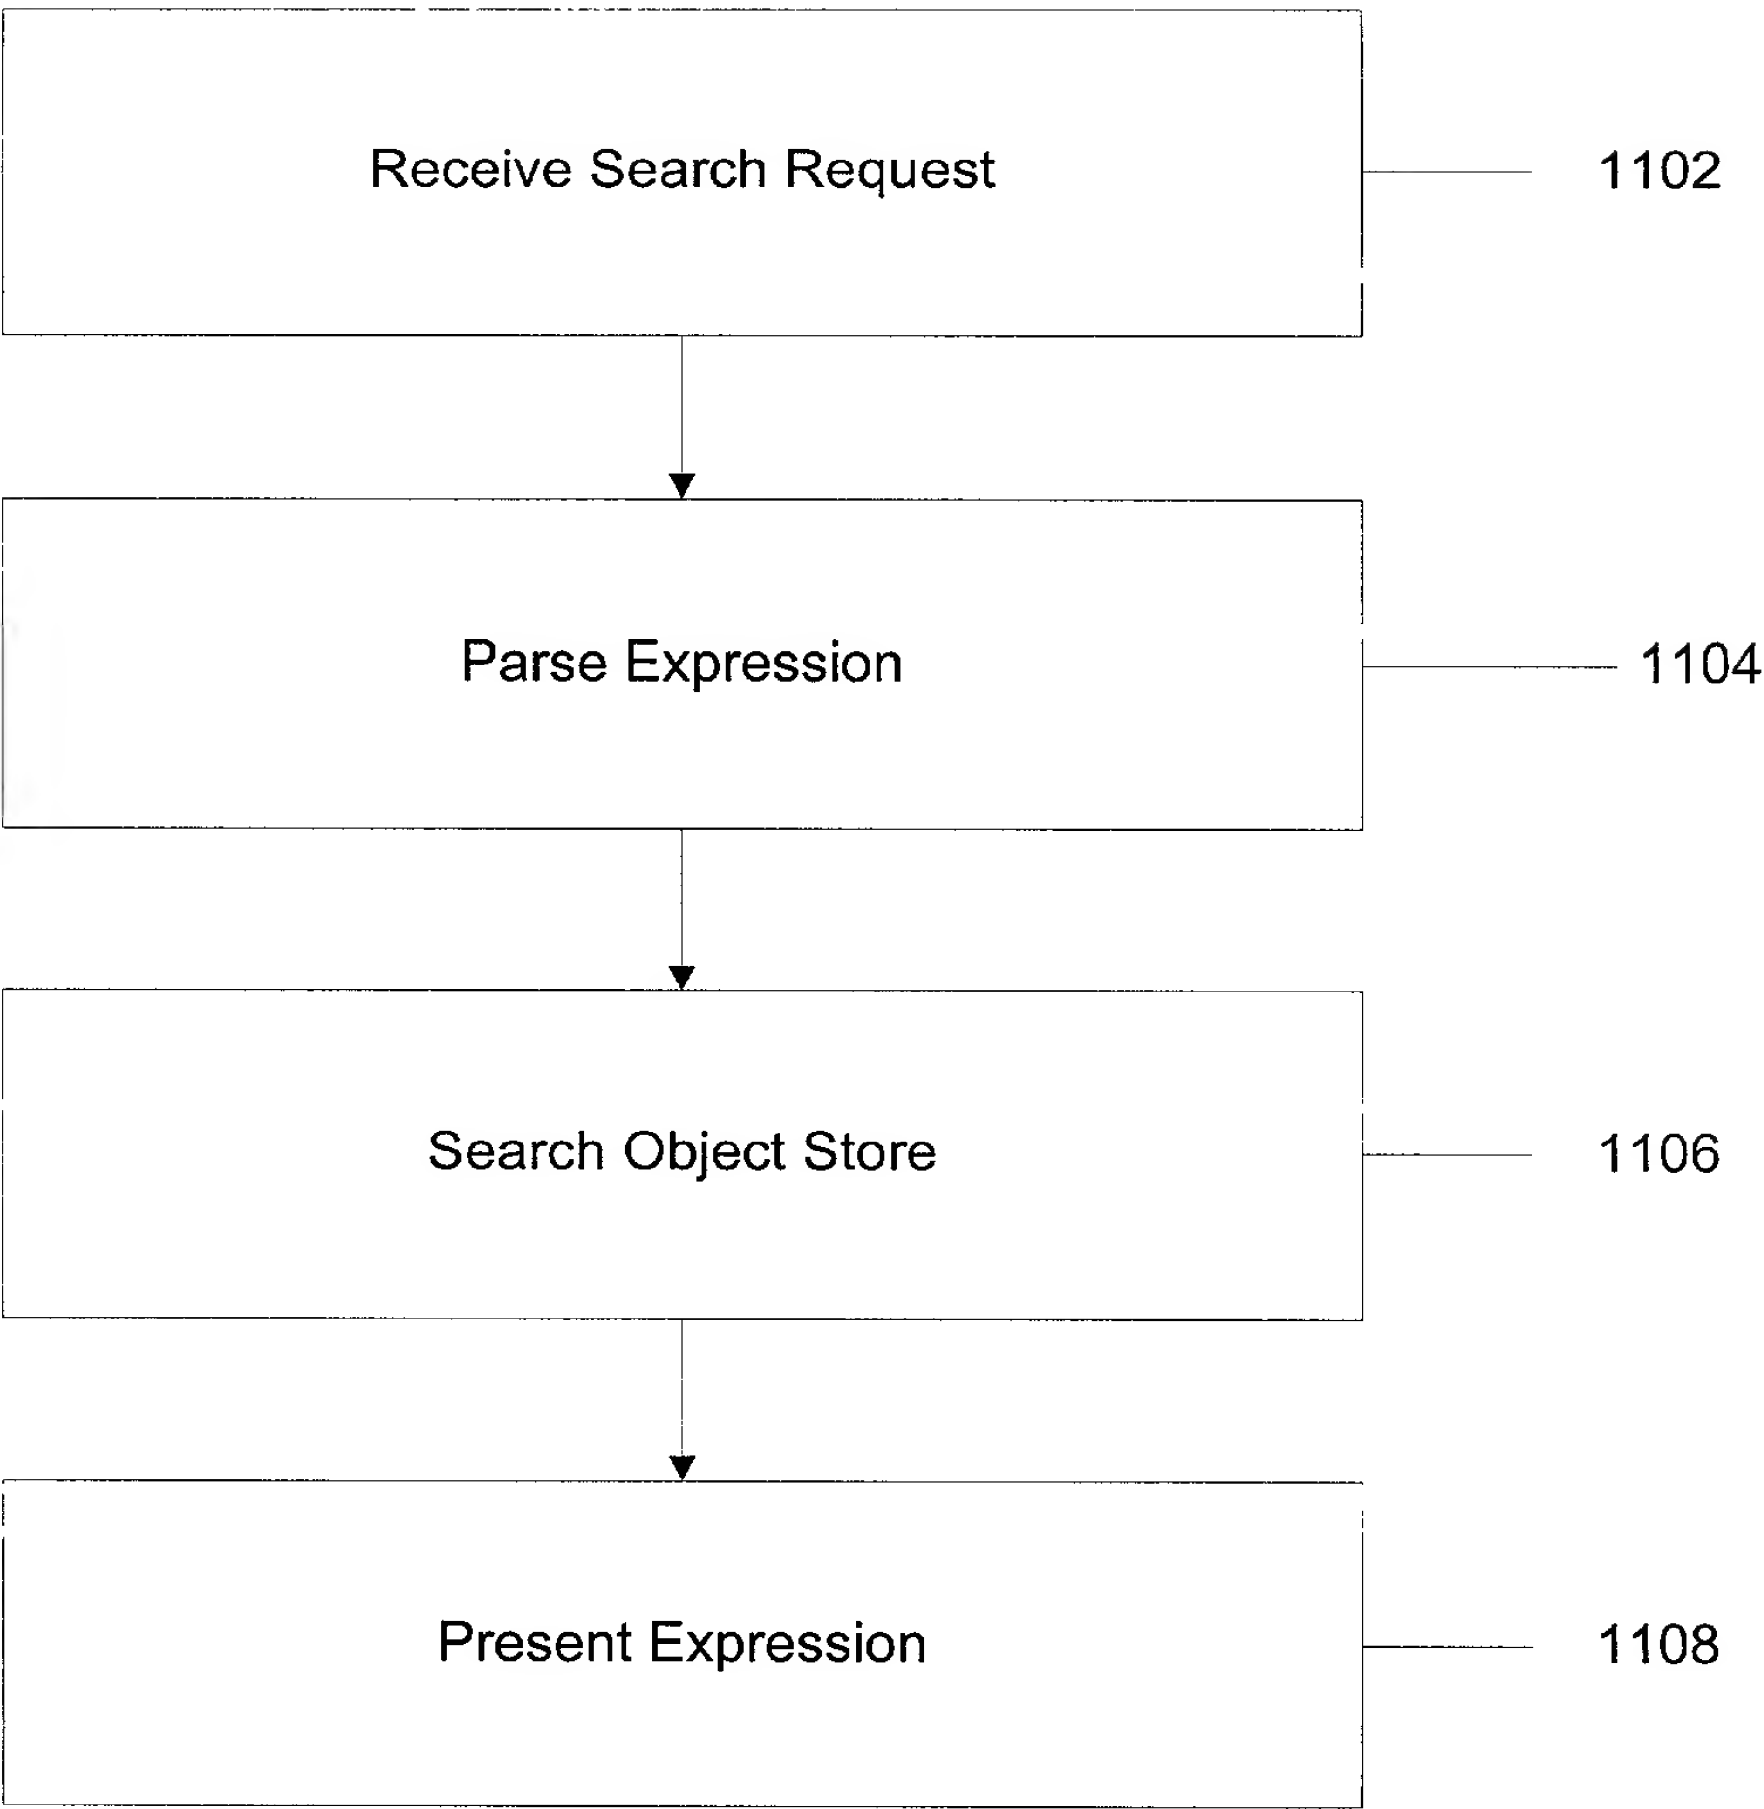 Receive Search Request
1102
Parse Expression
1104
Search Object Store
1106
Present Expression
1108